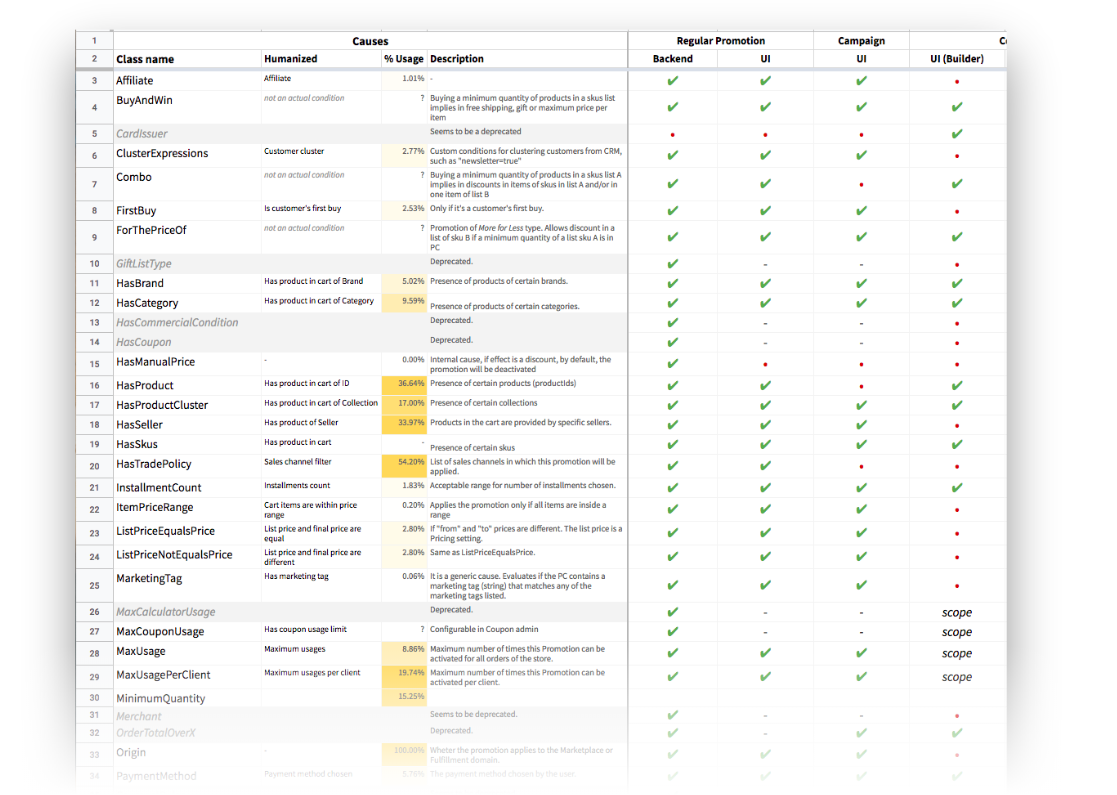 1 Causes Regular Promotion Campaign C
2 Class name Humanized % Usage Description Backend UI UI UI (Builder)
3 Affiliate Affiliate 1.01% - ✔ ✔ ✔ •
4 BuyAndWin not an actual condition ? Buying a minimum quantity of products in a skus list ✔ ✔ ✔ ✔
implies in free shipping, gift or maximum price per
item
5 CardIssuer Seems to be a deprecated • • • ✔
6 ClusterExpressions Customer cluster 2.77% Custom conditions for clustering customers from CRM, ✔ ✔ ✔ •
such as "newsletter=true"
7 Combo not an actual condition ? Buying a minimum quantity of products in a skus list A ✔ ✔ • ✔
implies in discounts in items of skus in list A and/or in
one item of list B
8 FirstBuy Is customer's first buy 2.53% Only if it's a customer's first buy. ✔ ✔ ✔ •
9 ForThePriceOf not an actual condition ? Promotion of More for Less type. Allows discount in a ✔ ✔ ✔ ✔
list of sku B if a minimum quantity of a list sku A is in
PC
10 GiftListType Deprecated. ✔ - - •
11 HasBrand Has product in cart of Brand 5.02% Presence of products of certain brands. ✔ ✔ ✔ ✔
12 HasCategory Has product in cart of Category 9.59% Presence of products of certain categories. ✔ ✔ ✔ ✔
13 HasCommercialCondition Deprecated. ✔ - - •
14 HasCoupon Deprecated. ✔ - - •
15 HasManualPrice - 0.00% Internal cause, if effect is a discount, by default, the ✔ • • •
promotion will be deactivated
16 HasProduct Has product in cart of ID 36.64% Presence of certain products (productIds) ✔ ✔ • ✔
17 HasProductCluster Has product in cart of Collection 17.00% Presence of certain collections ✔ ✔ ✔ ✔
18 HasSeller Has product of Seller 33.97% Products in the cart are provided by specific sellers. ✔ ✔ ✔ •
19 HasSkus Has product in cart - Presence of certain skus ✔ ✔ ✔ ✔
20 HasTradePolicy Sales channel filter 54.20% List of sales channels in which this promotion will be ✔ ✔ • •
applied.
21 InstallmentCount Installments count 1.83% Acceptable range for number of installments chosen. ✔ ✔ ✔ ✔
22 ItemPriceRange Cart items are within price 0.20% Applies the promotion only if all items are inside a ✔ ✔ ✔ •
range range
23 ListPriceEqualsPrice List price and final price are 2.80% If "from" and "to" prices are different. The list price is a ✔ ✔ ✔ •
equal Pricing setting.
24 ListPriceNotEqualsPrice List price and final price are 2.80% Same as ListPriceEqualsPrice. ✔ ✔ ✔ •
different
25 MarketingTag Has marketing tag 0.06% It is a generic cause. Evaluates if the PC contains a ✔ ✔ ✔ •
marketing tag (string) that matches any of the
marketing tags listed.
26 MaxCalculatorUsage Deprecated. ✔ - - scope
27 MaxCouponUsage Has coupon usage limit ? Configurable in Coupon admin ✔ - - scope
28 MaxUsage Maximum usages 8.86% Maximum number of times this Promotion can be ✔ ✔ ✔ scope
activated for all orders of the store.
29 MaxUsagePerClient Maximum usages per client 19.74% Maximum number of times this Promotion can be ✔ ✔ ✔ scope
activated per client.
30 MinimumQuantity 15.25%
31 Merchant Seems to be deprecated. ✔ - - •
32 OrderTotalOverX Deprecated. ✔ - ✔ ✔
33 Origin - 100.00% Wheter the promotion applies to the Marketplace or ✔ ✔ ✔ •
Fulfillment domain.
34 PaymentMethod Payment method chosen The payment method chosen by the user. ✔ ✔ ✔ ✔